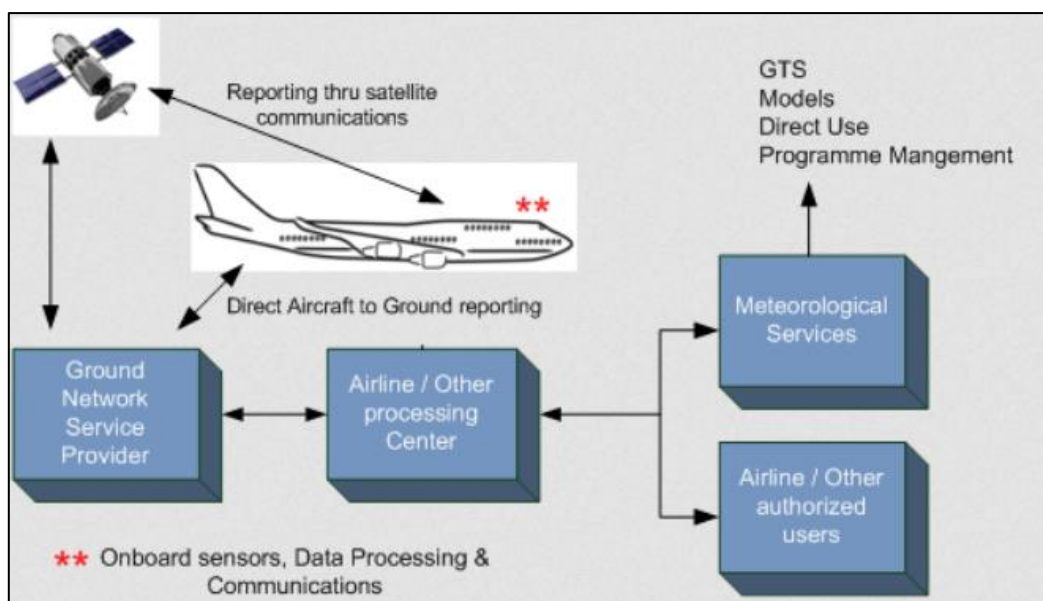 Reporting thru satellite
communications
GTS
Models
Direct Use
Programme Mangement
**
Direct Aircraft to Ground reporting
Ground
Network
Service
Provider
Airline / Other
processing
Center
Meteorological
Services
Airline / Other
authorized
users
** Onboard sensors, Data Processing &
Communications